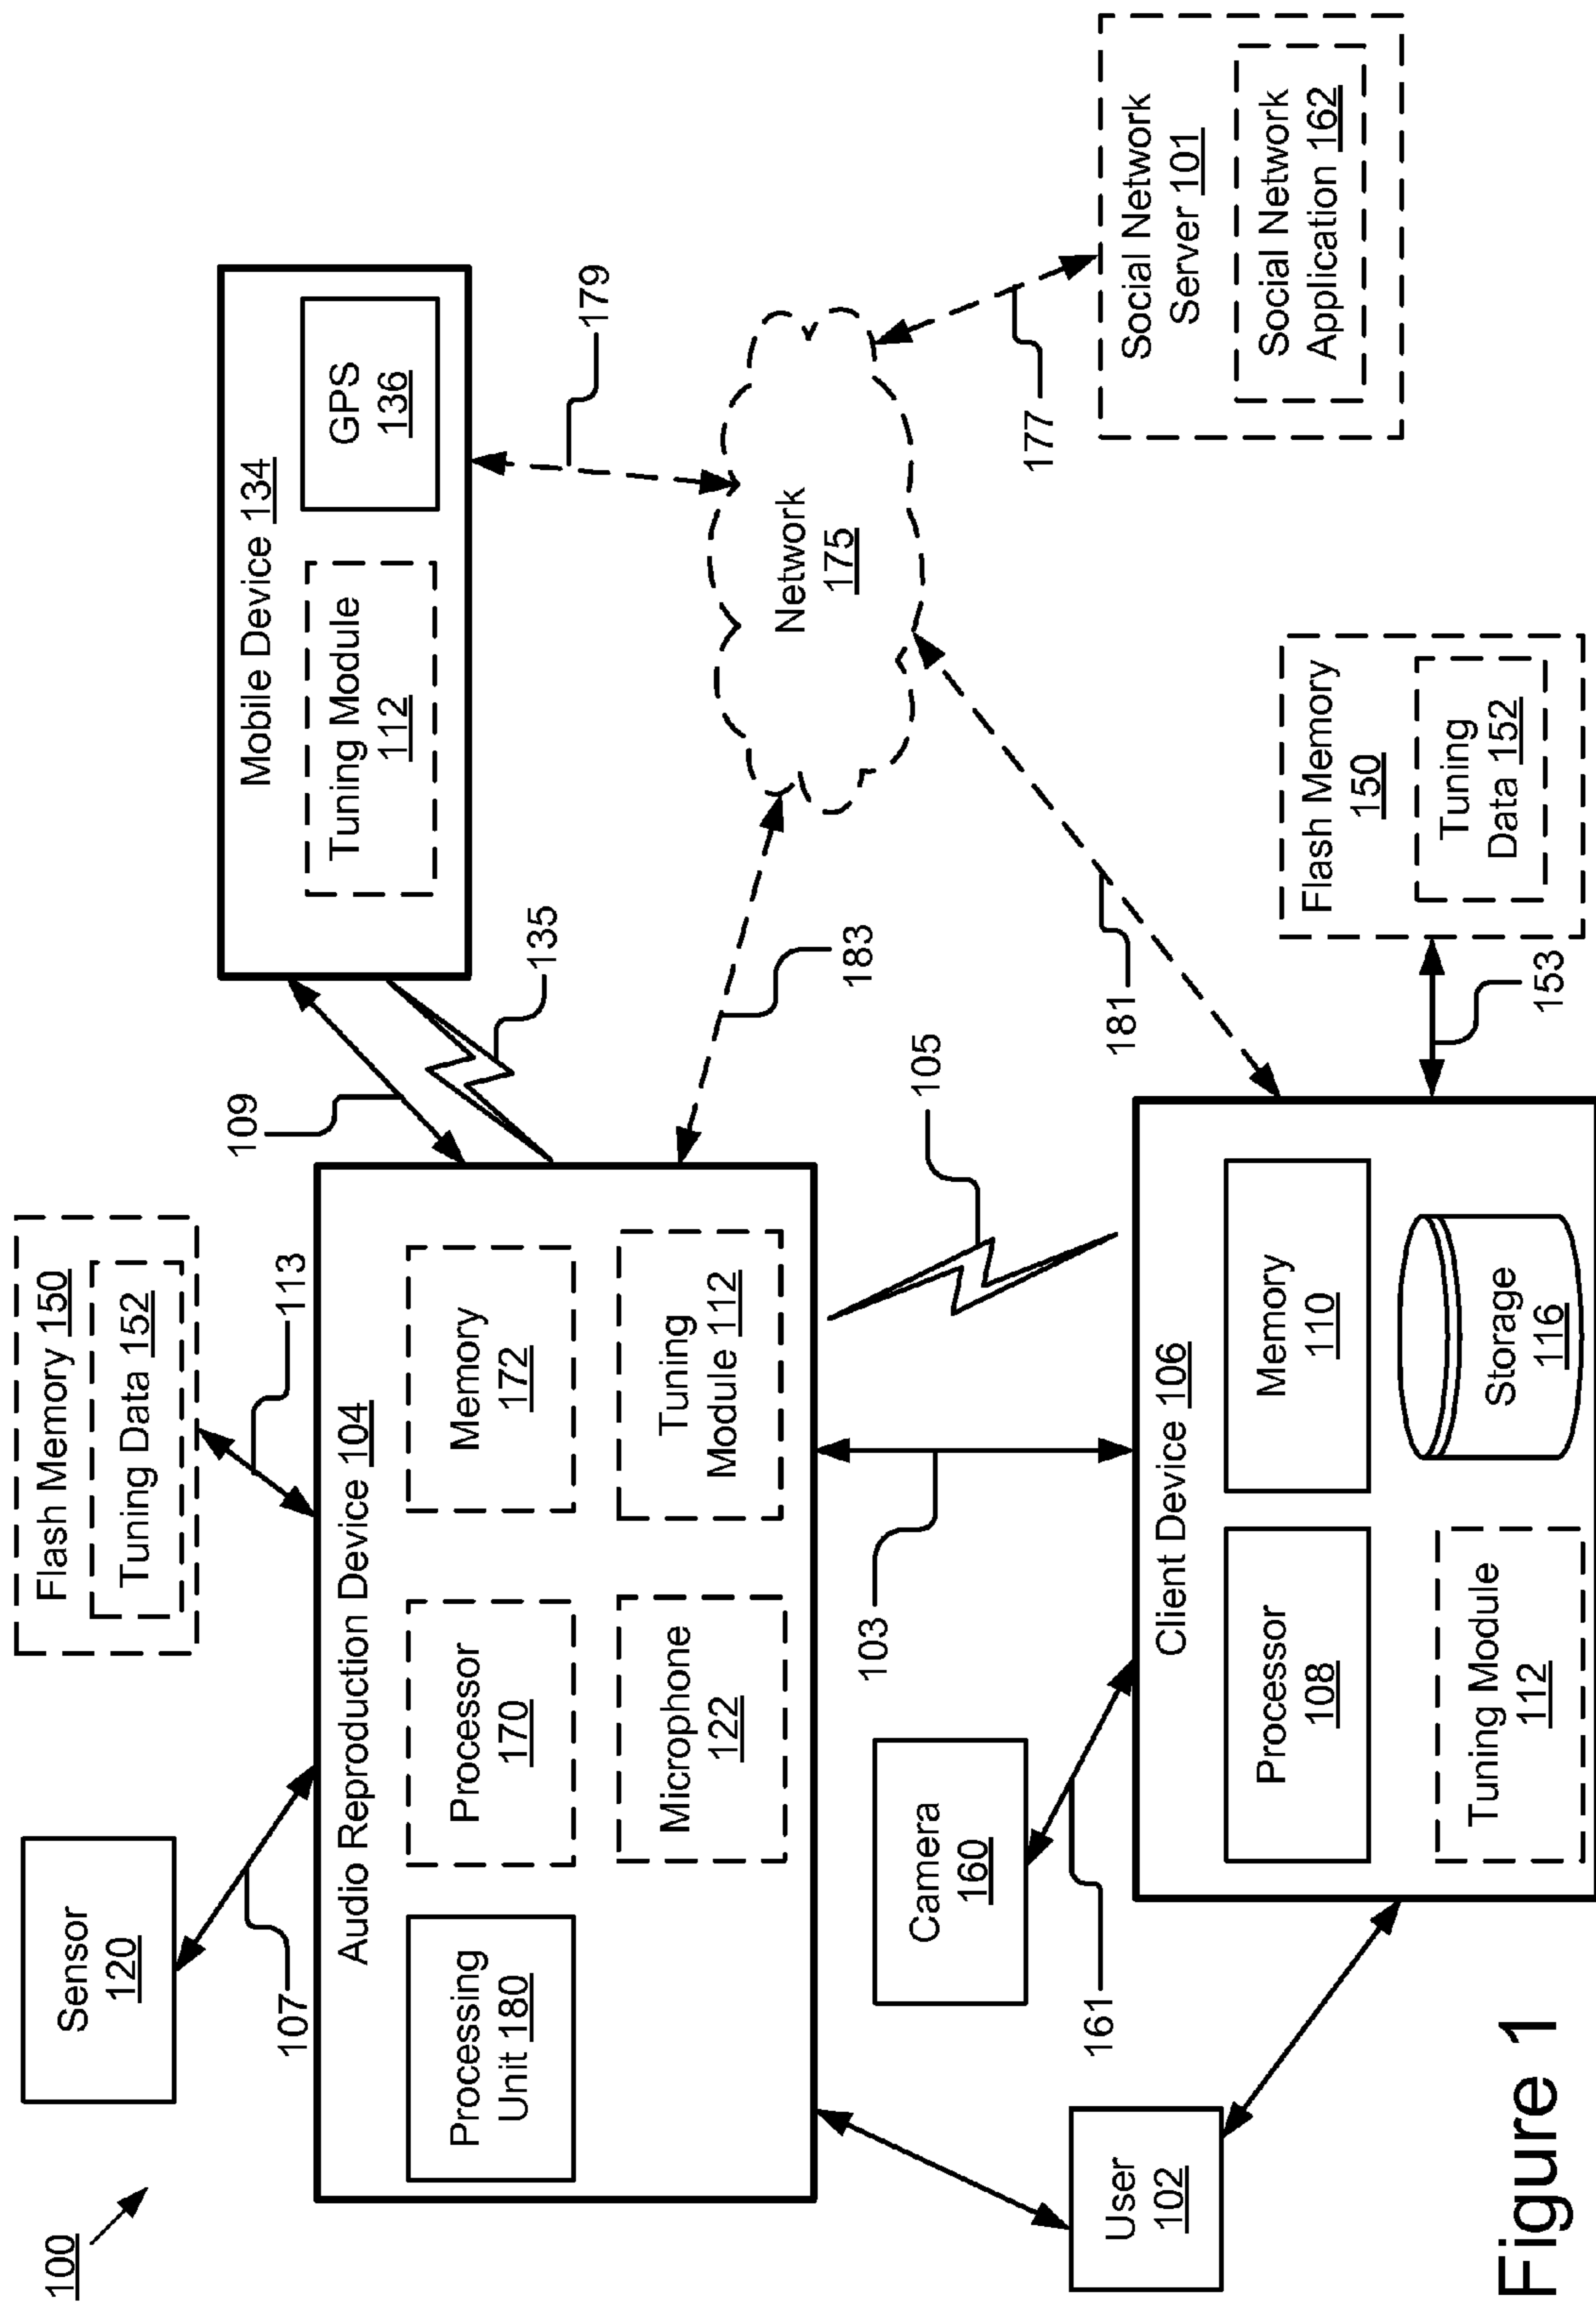 100
Sensor
120
107
Flash Memory 150
Tuning Data 152
113
Audio Reproduction Device 104
Processing
Unit 180
Processor
170
Memory
172
Microphone
122
Tuning
Module 112
109
135
Mobile Device 134
Tuning Module
112
GPS
136
179
183
Network
175
177
Social Network
Server 101
Social Network
Application 162
105
103
181
User
102
Camera
160
161
Client Device 106
Processor
108
Memory
110
Tuning Module
112
Storage
116
153
Flash Memory
150
Tuning
Data 152
Figure 1